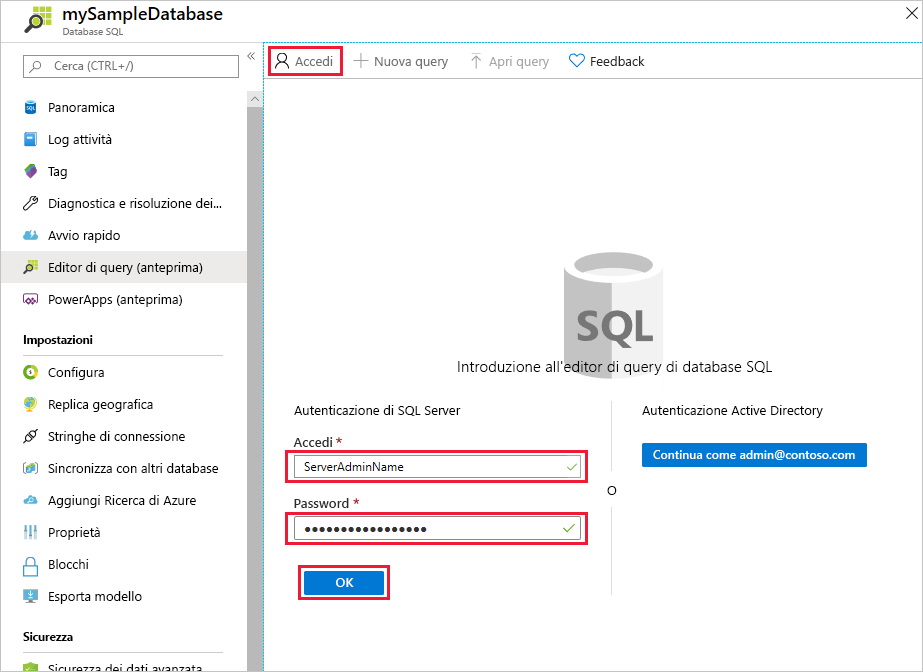 mySampleDatabase
Database SQL
Cerca (CTRL+/)
Panoramica
Log attività
Tag
Diagnostica e risoluzione dei...
Avvio rapido
Editor di query (anteprima)
PowerApps (anteprima)
Impostazioni
Configura
Replica geografica
Stringhe di connessione
Sincronizza con altri database
Aggiungi Ricerca di Azure
Proprietà
Blocchi
Esporta modello
Sicurezza
Sicurezza dei dati avanzata
Accedi
Nuova query
Apri query
Feedback
SQL
Introduzione all'editor di query di database SQL
Autenticazione di SQL Server
Accedi *
ServerAdminName
Password *
•••••••••••••••••
OK
O
Autenticazione Active Directory
Continua come admin@contoso.com